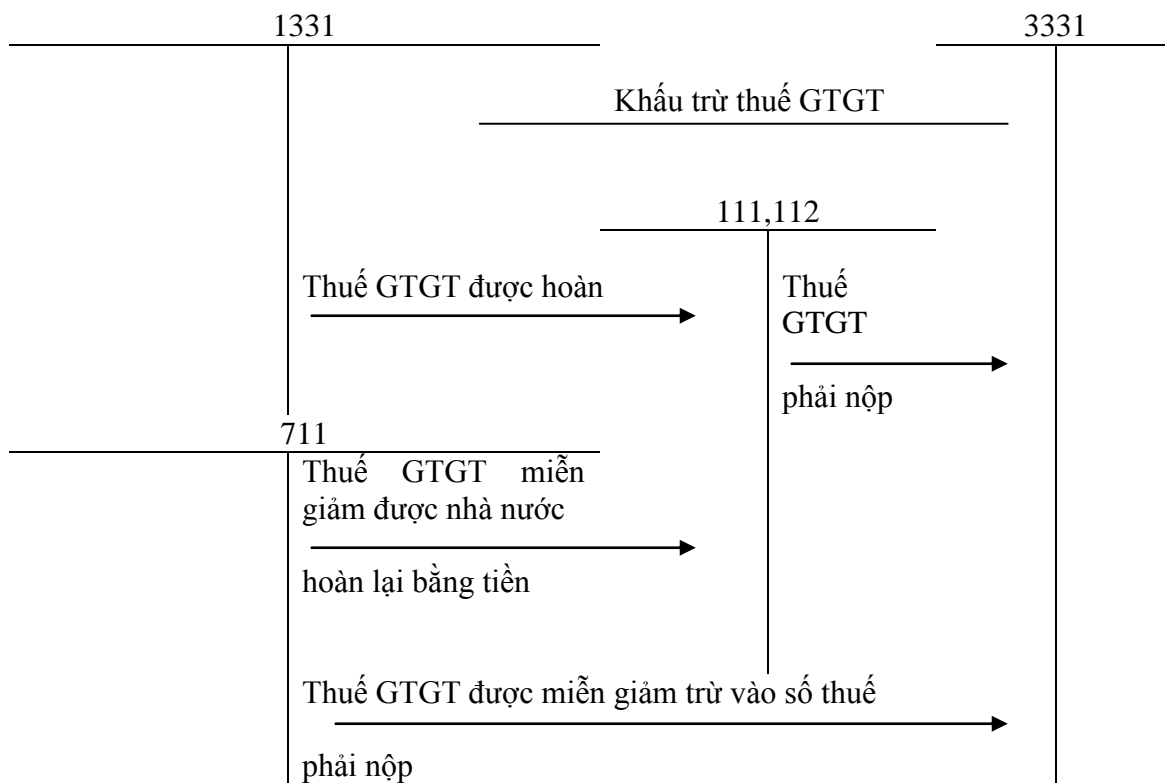 1331
3331
Khấu trừ thuế GTGT
111,112
Thuế GTGT được hoàn
Thuế
GTGT
phải nộp
711
Thuế GTGT miễn
giảm được nhà nước
hoàn lại bằng tiền
Thuế GTGT được miễn giảm trừ vào số thuế
phải nộp